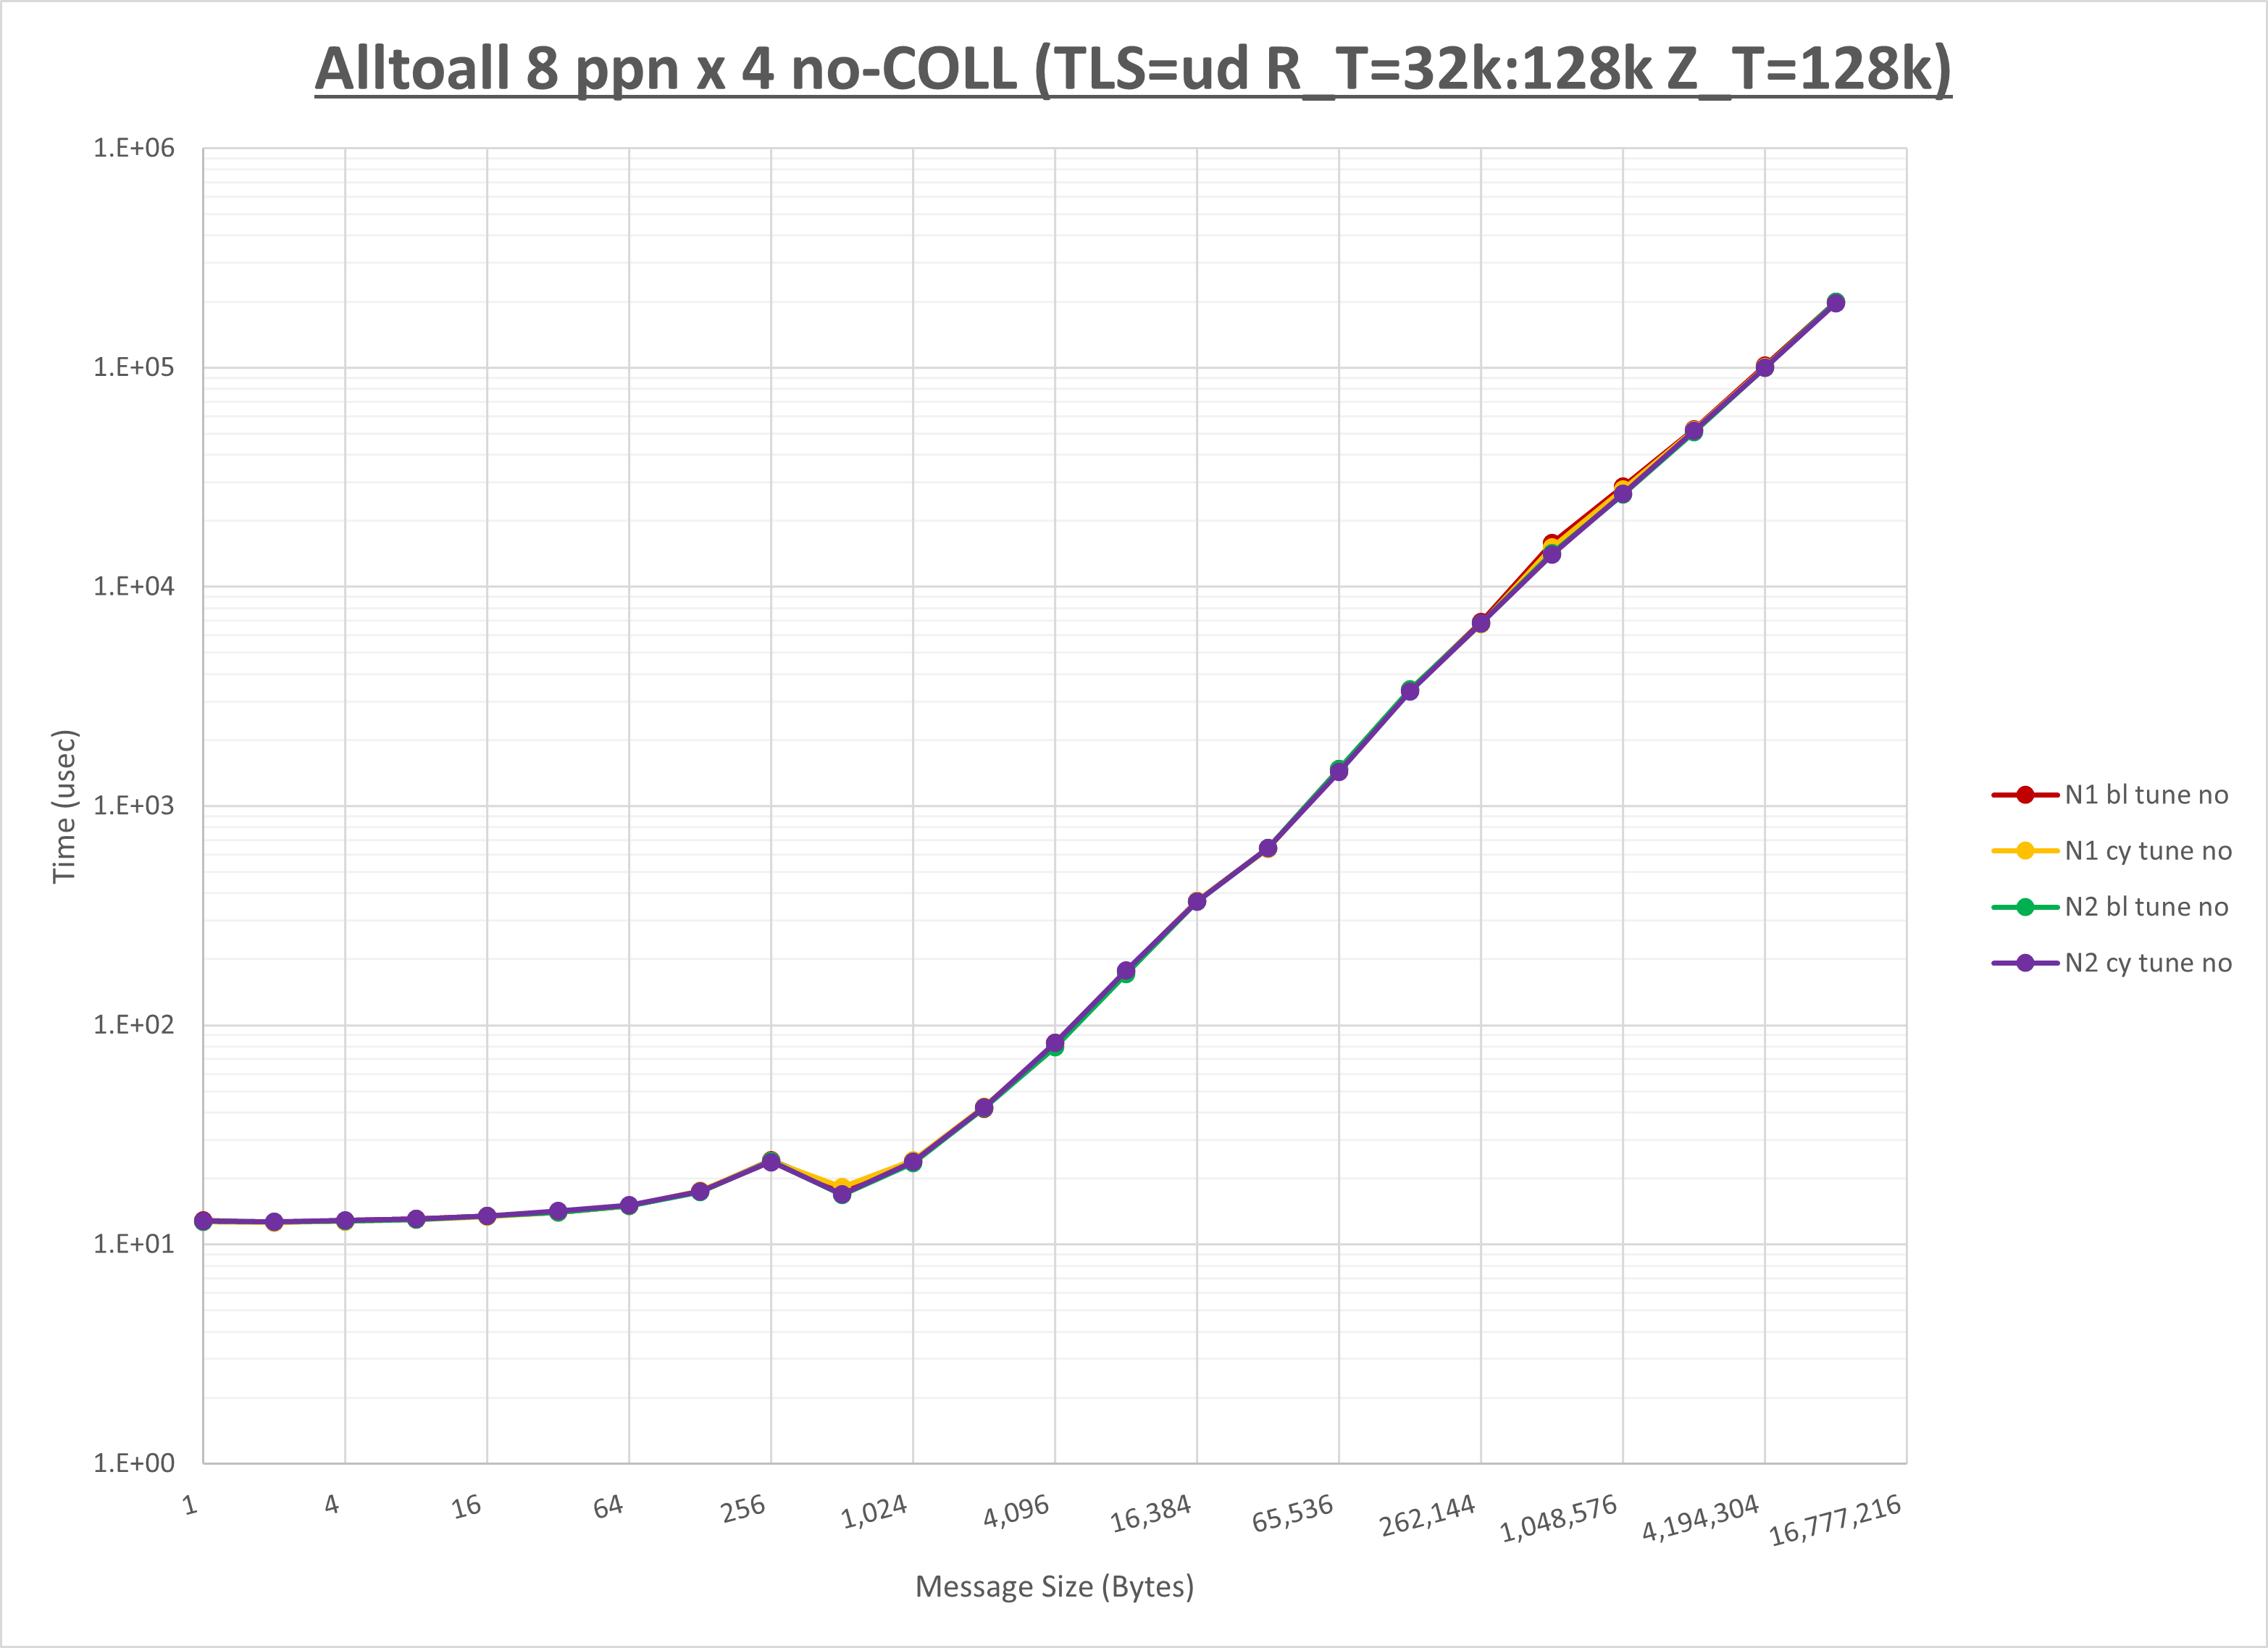 Alltoall 8 ppn x 4 no-COLL (TLS=ud R_T=32k:128k Z_T=128k)
1.E+06
1.E+05
1.E+04
1.E+03
1.E+02
1.E+01
1.E+00
Time (usec)
1
4
16
64
256
1,024
4,096
16,384
65,536
262,144
1,048,576
4,194,304
16,777,216
Message Size (Bytes)
N1 bl tune no
N1 cy tune no
N2 bl tune no
N2 cy tune no